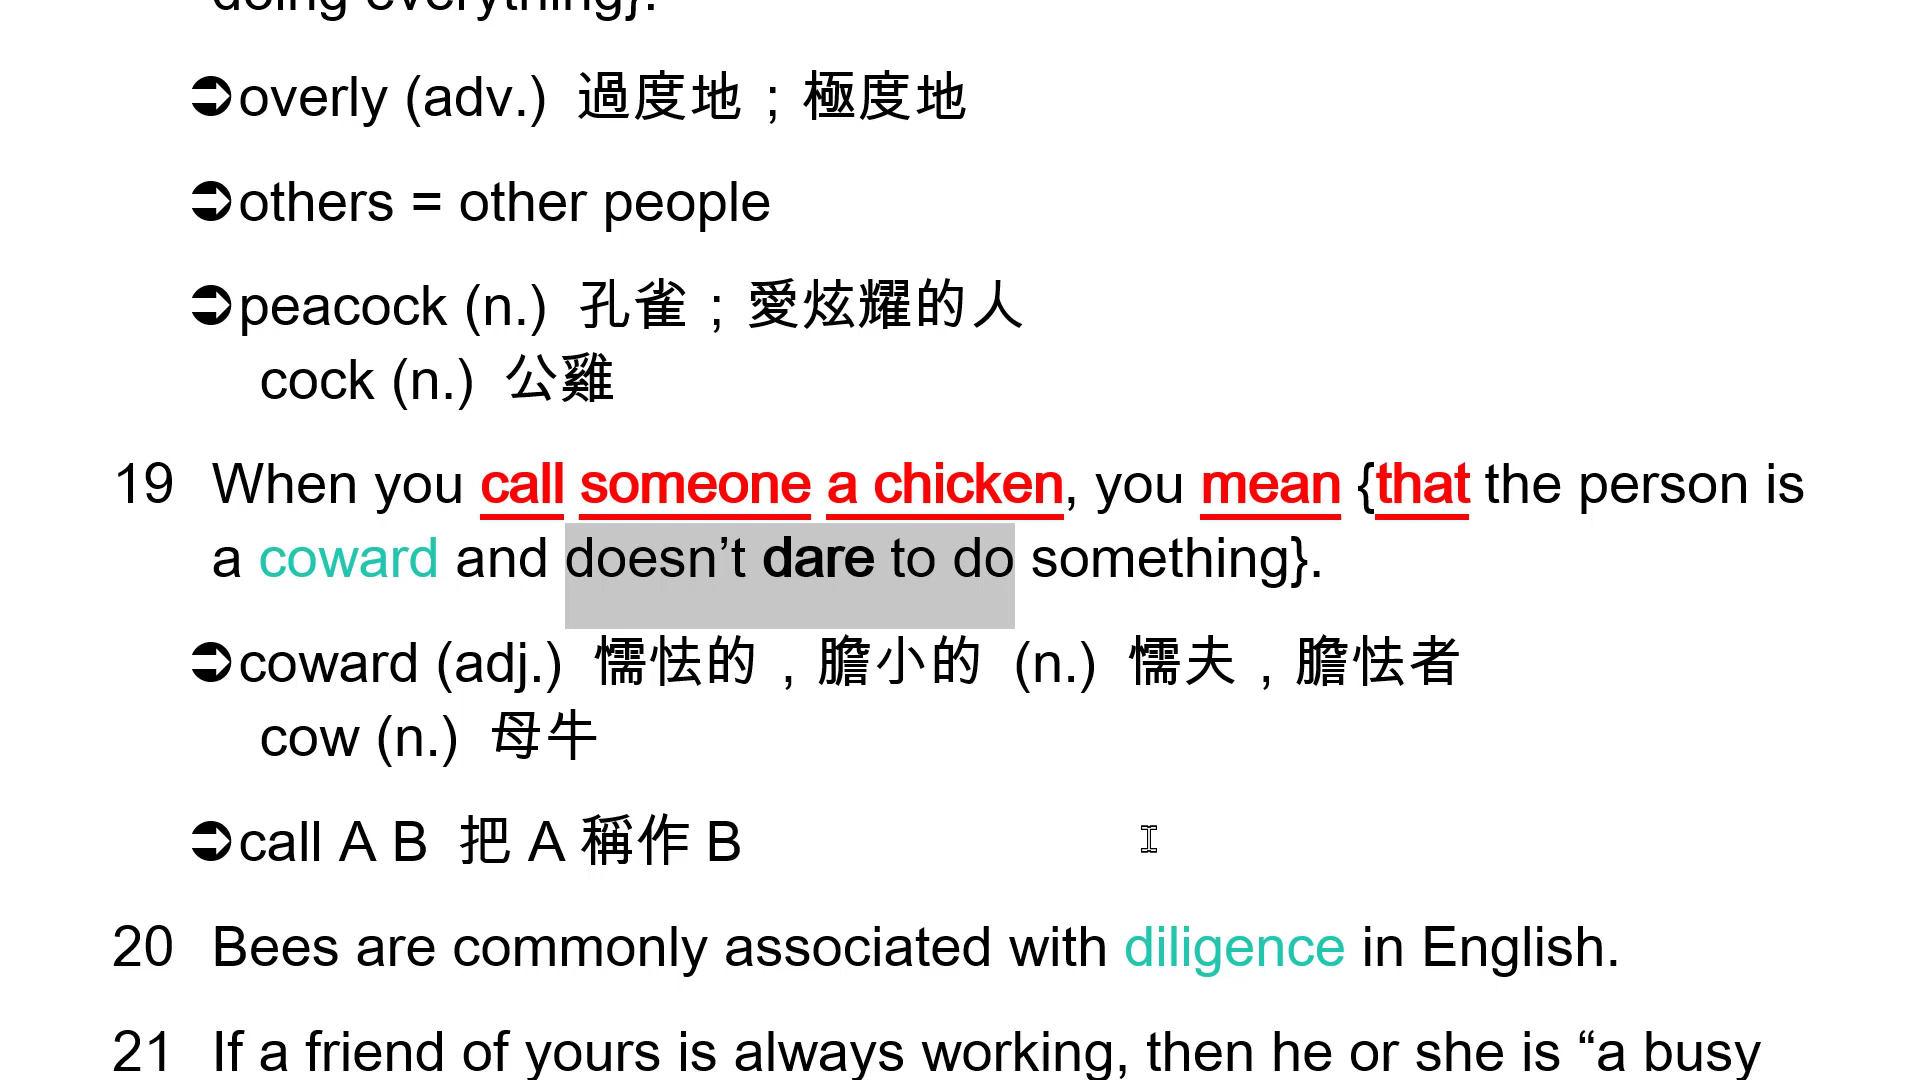 doing everything}.
➲overly (adv.) 過度地；極度地
➲others = other people
➲peacock (n.) 孔雀；愛炫耀的人
cock (n.) 公雞
19 When you call someone a chicken, you mean {that the person is
a coward and doesn’t dare to do something}.
➲coward (adj.) 懦怯的，膽小的 (n.) 懦夫，膽怯者
cow (n.) 母牛
➲call A B 把 A 稱作 B
20 Bees are commonly associated with diligence in English.
21 If a friend of yours is always working, then he or she is “a busy